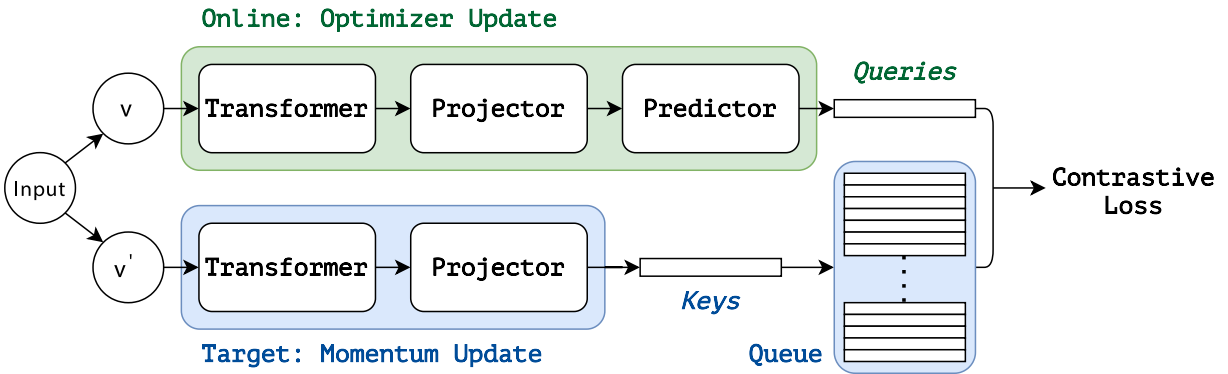 Online: Optimizer Update
Queries
v
Transformer
Projector
Predictor
Input
Contrastive
Loss
v'
Transformer
Projector
Keys
Target: Momentum Update
Queue